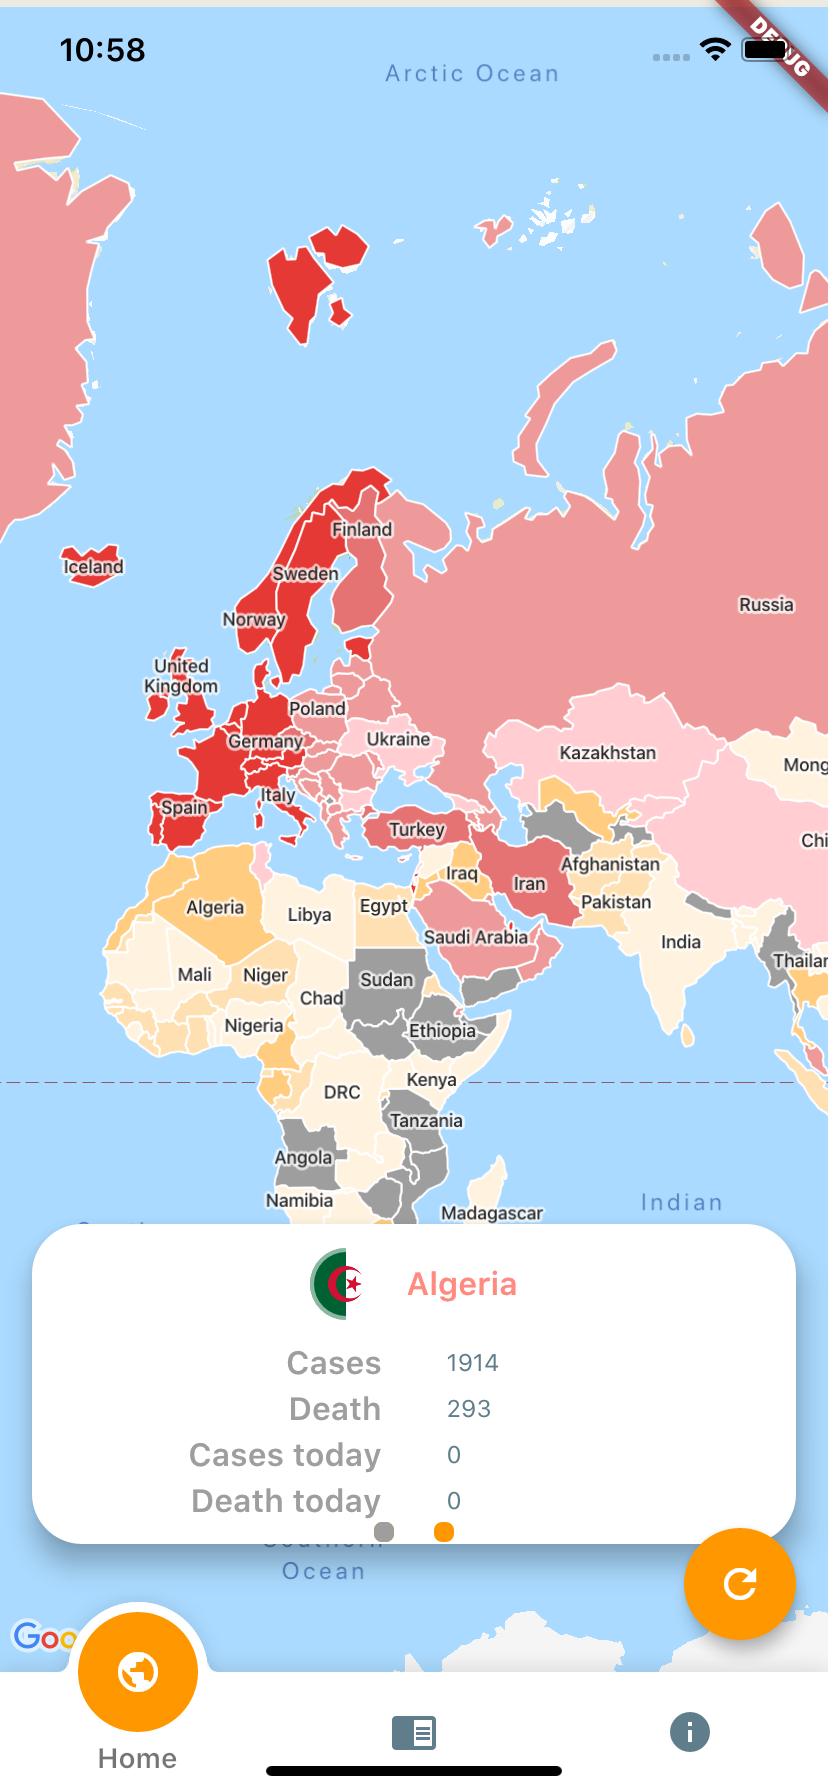 10:58
DEBUG
Arctic Ocean
Finland
Iceland
Sweden
Russia
Norway
United
Kingdom
Poland
Ukraine
Germany
Kazakhstan
Mong
Italy
Spain
Turkey
Chi
Afghanistan
Iraq
Iran
Algeria
Egypt
Pakistan
Libya
Saudi Arabia
India
Thailan
Mali
Niger
Sudan
Chad
Nigeria
Ethiopia
Kenya
DRC
Tanzania
Angola
Namibia
Indian
Madagascar
Algeria
Cases 1914
Death 293
Cases today 0
Death today 0
Southern
Ocean
Goo
Home